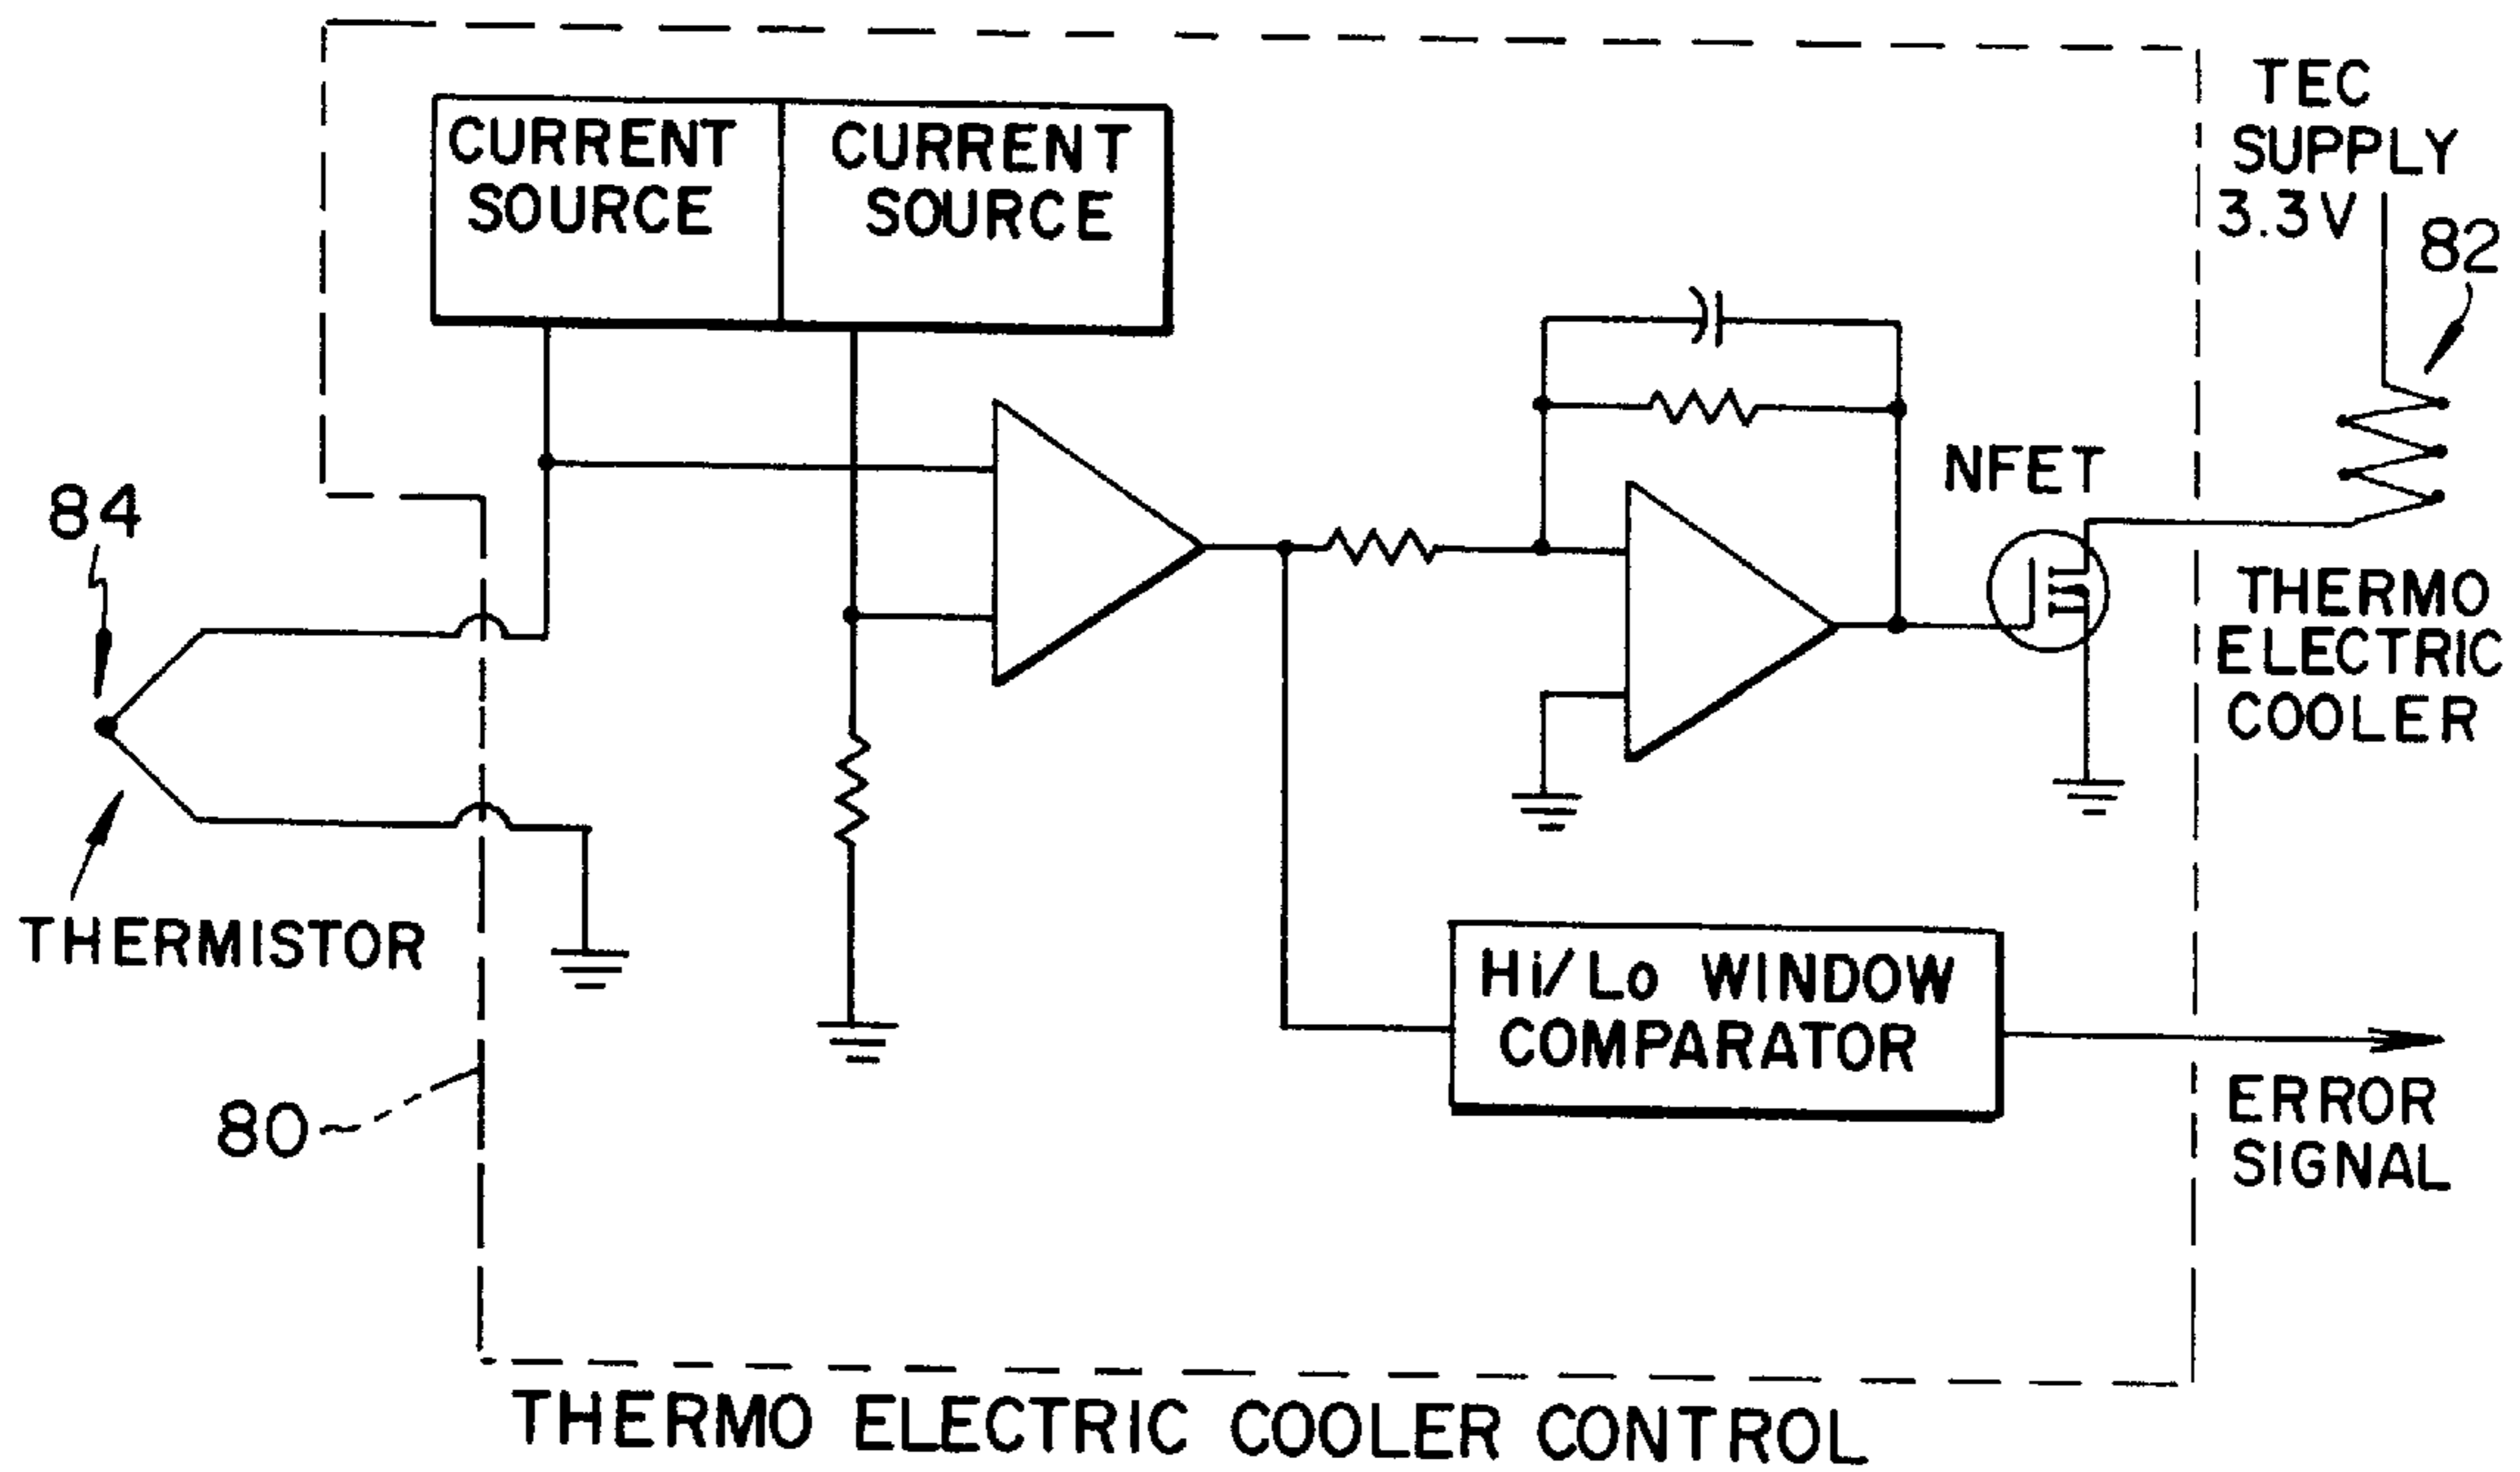 CURRENT
SOURCE
CURRENT
SOURCE
TEC
SUPPLY
3.3V
82
NFET
84
THERMO
ELECTRIC
COOLER
THERMISTOR
Hi/Lo WINDOW
COMPARATOR
80
ERROR
SIGNAL
THERMO ELECTRIC COOLER CONTROL